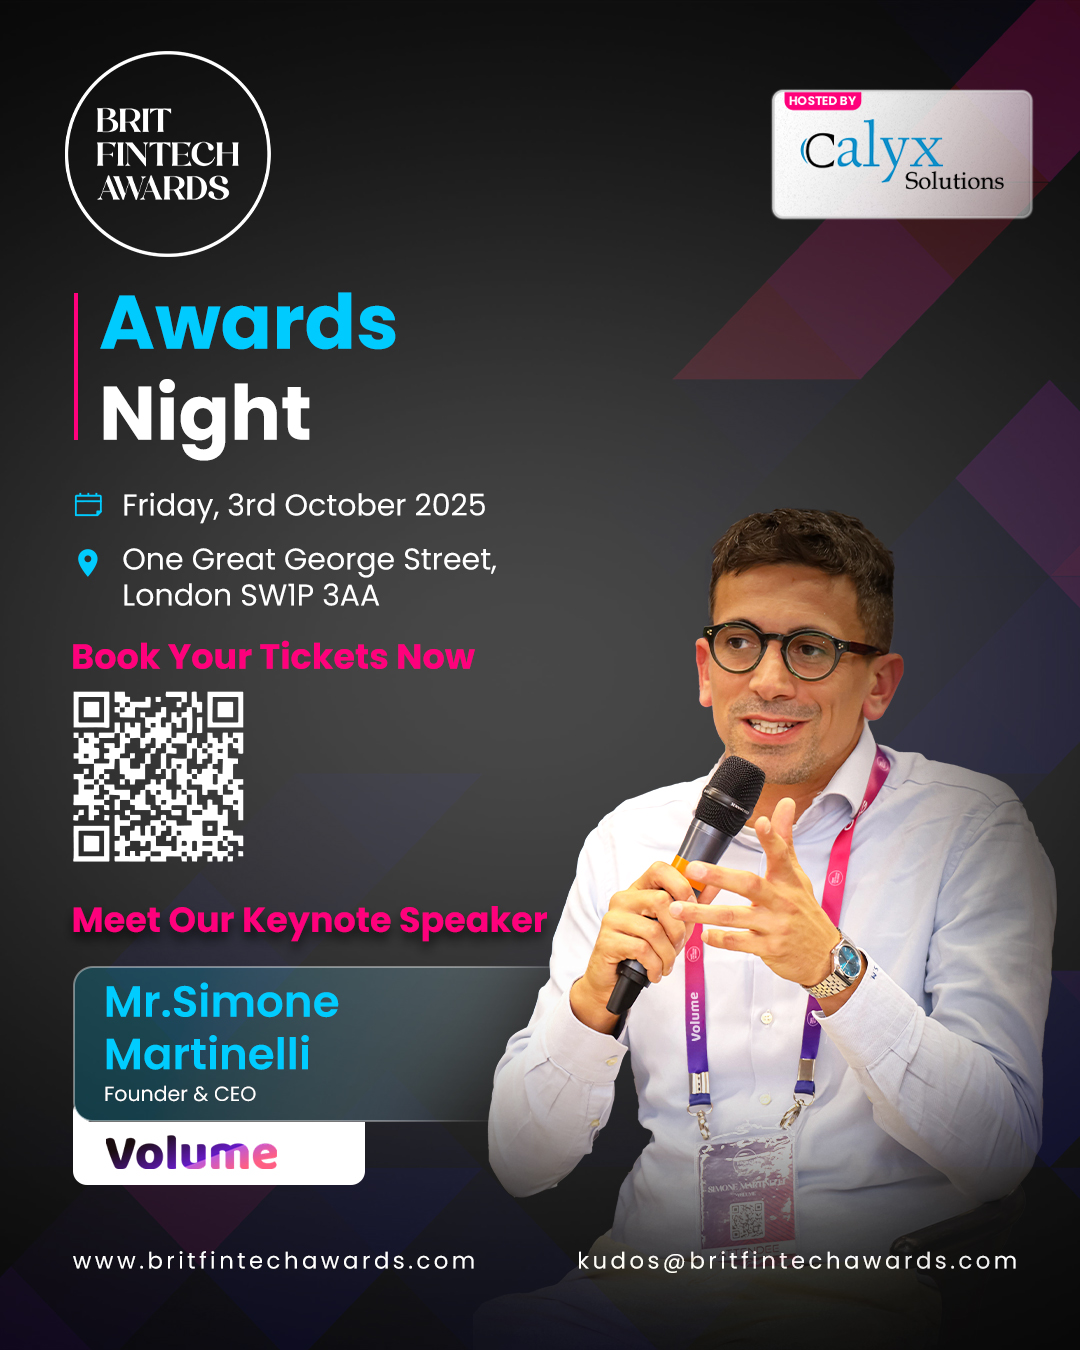 BRIT
FINTECH
AWARDS
HOSTED BY
Calyx
Solutions
Awards
Night
Friday, 3rd October 2025
One Great George Street,
London SW1P 3AA
Book Your Tickets Now
Meet Our Keynote Speaker
Mr.Simone
Martinelli
Founder & CEO
Volume
Volume
SIMONE MARTINELLI
www.britfintechawards.com
kudos@britfintechawards.com